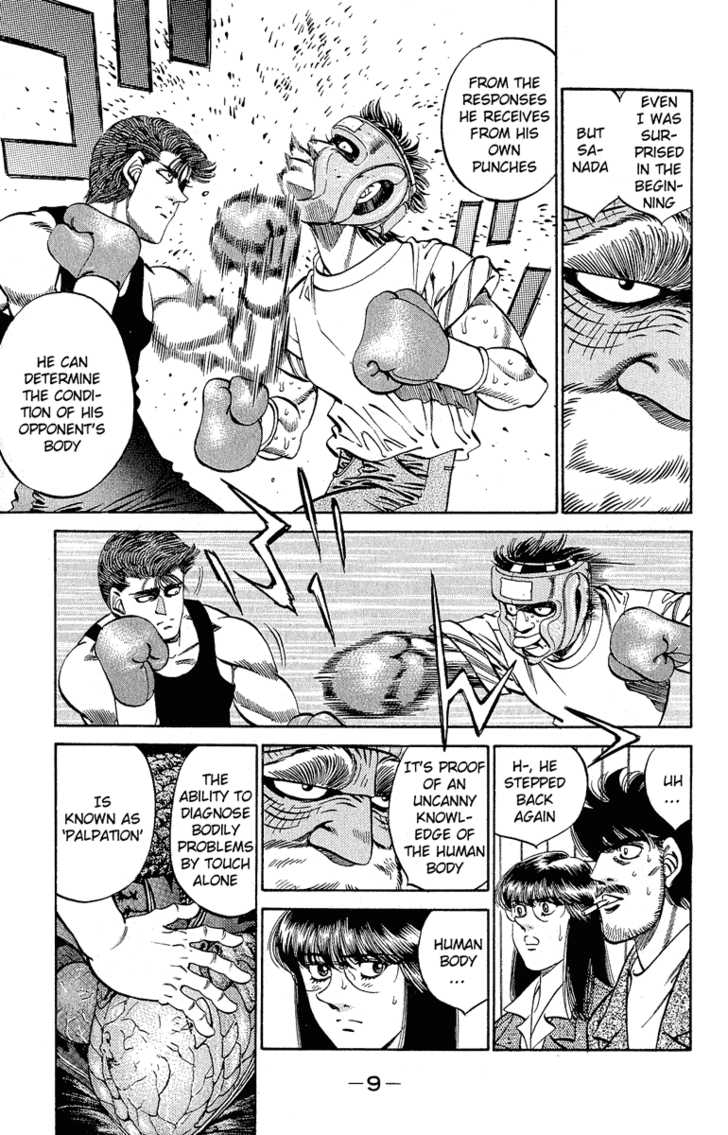 EVEN
I WAS
SUR-
PRISED
IN THE
BEGIN-
NING
BUT
SA-
NADA
FROM THE
RESPONSES
HE RECEIVES
FROM HIS
OWN
PUNCHES
HE CAN
DETERMINE
THE CONDI-
TION OF HIS
OPPONENT'S
BODY
UH
...
H-, HE
STEPPED
BACK
AGAIN
IT'S PROOF
OF AN
UNCANNY
KNOWL-
EDGE OF
THE HUMAN
BODY
HUMAN
BODY
...
THE
ABILITY TO
DIAGNOSE
BODILY
PROBLEMS
BY TOUCH
ALONE
IS
KNOWN AS
'PALPATION'
—9—